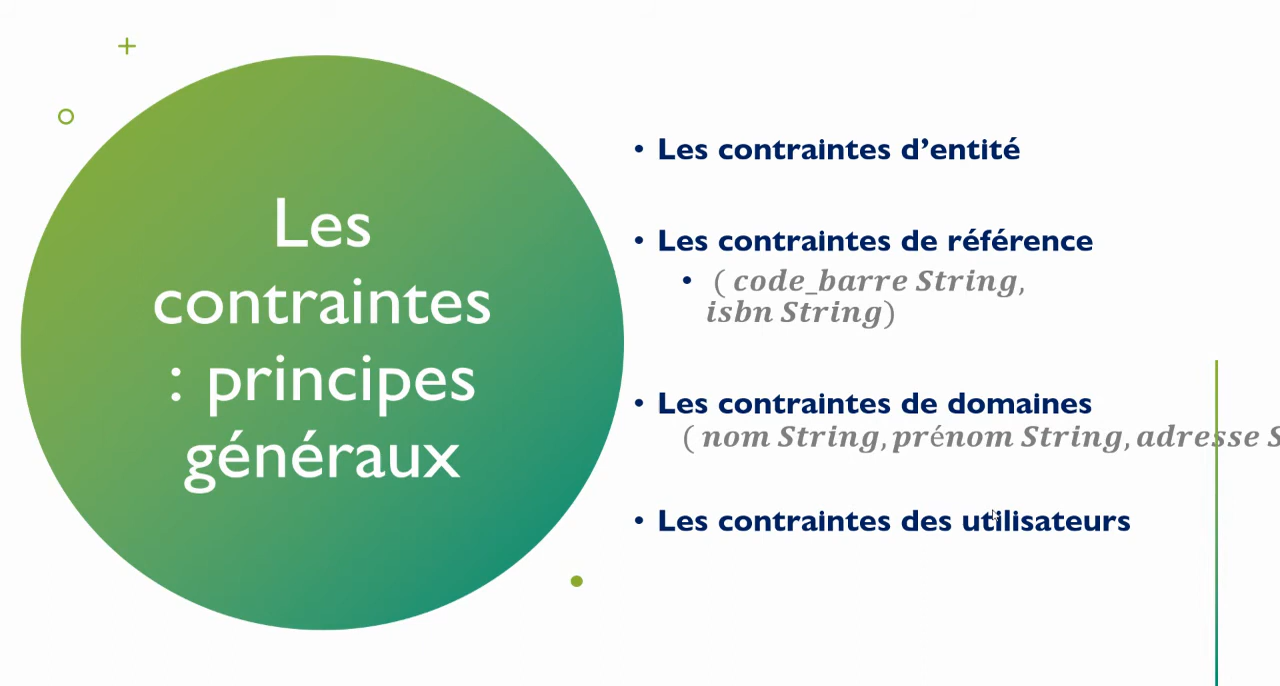 Les
contraintes
: principes
généraux
• Les contraintes d’entité
• Les contraintes de référence
• ( code_barre String,
isbn String)
• Les contraintes de domaines
( nom String, prénom String, adresse S
• Les contraintes des utilisateurs